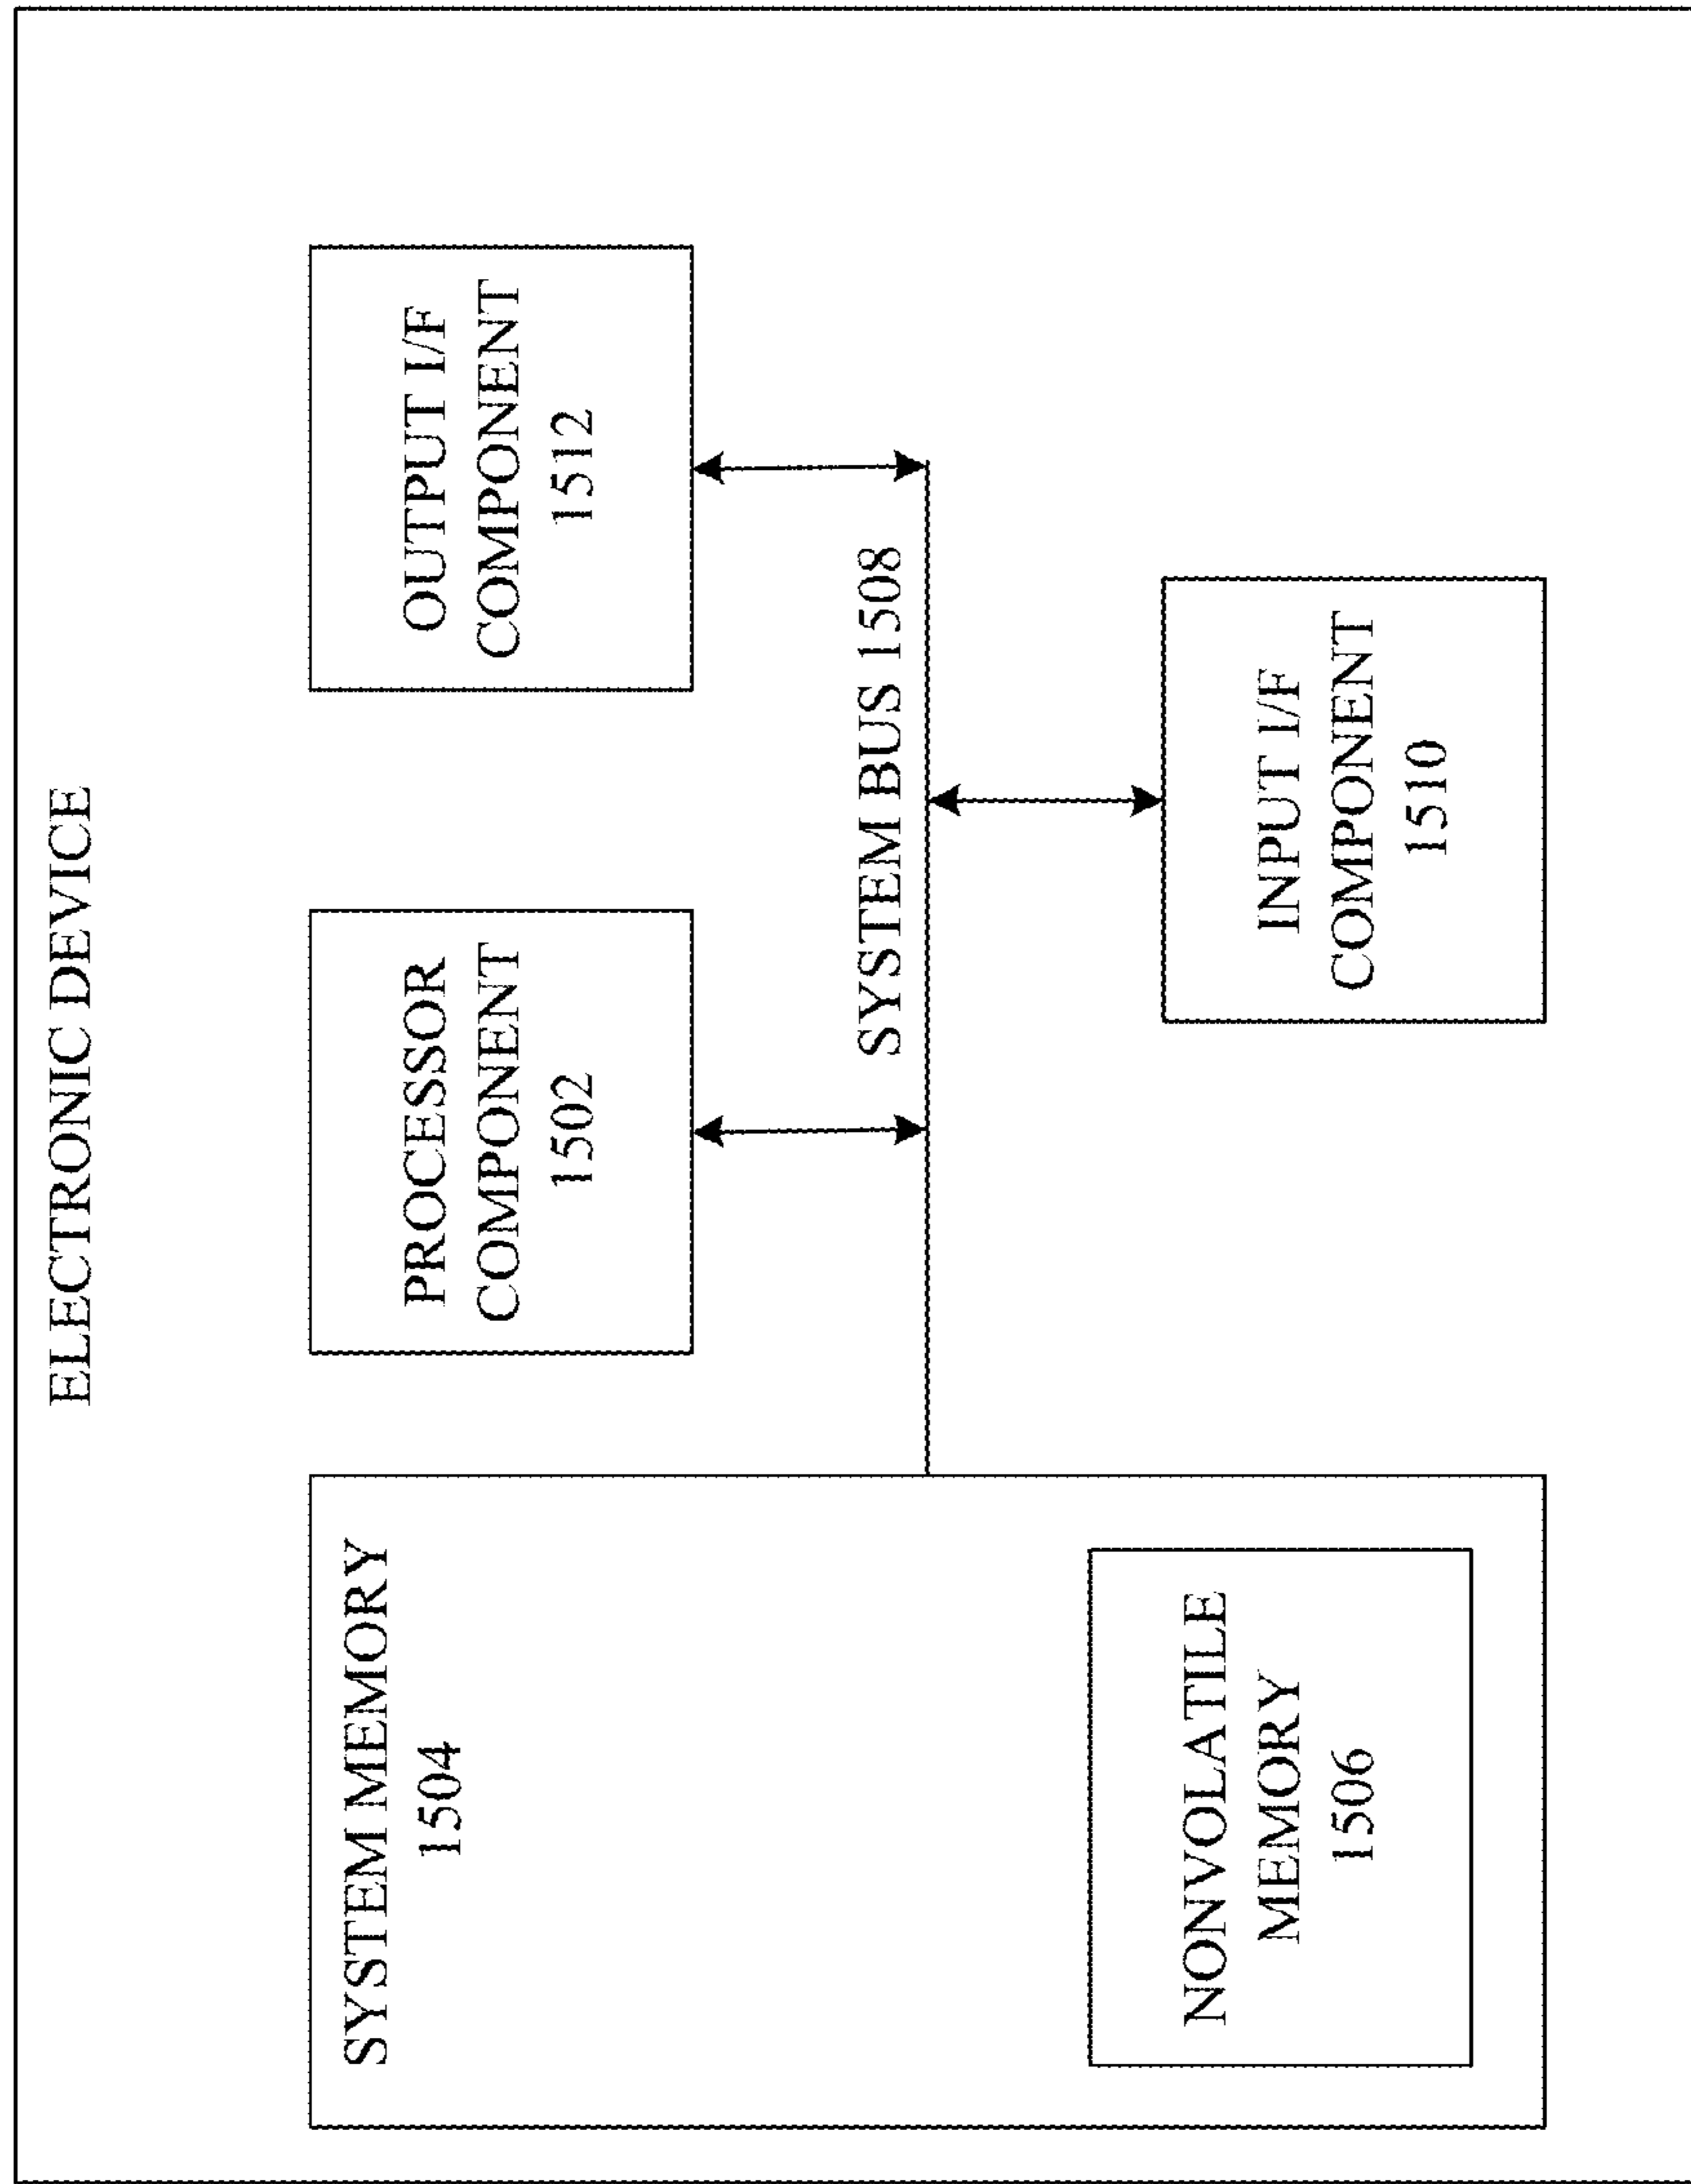 ELECTRONIC DEVICE
SYSTEM MEMORY
1504
NONVOLATILE
MEMORY
1506
PROCESSOR
COMPONENT
1502
OUTPUT I/F
COMPONENT
1512
SYSTEM BUS 1508
INPUT I/F
COMPONENT
1510